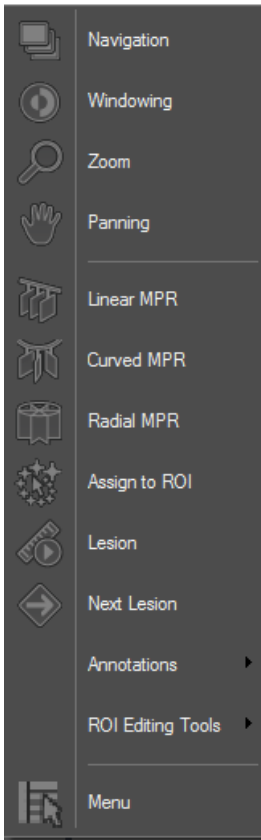 Navigation
Windowing
Zoom
Panning
Linear MPR
Curved MPR
Radial MPR
Assign to ROI
Lesion
Next Lesion
Annotations
ROI Editing Tools
Menu